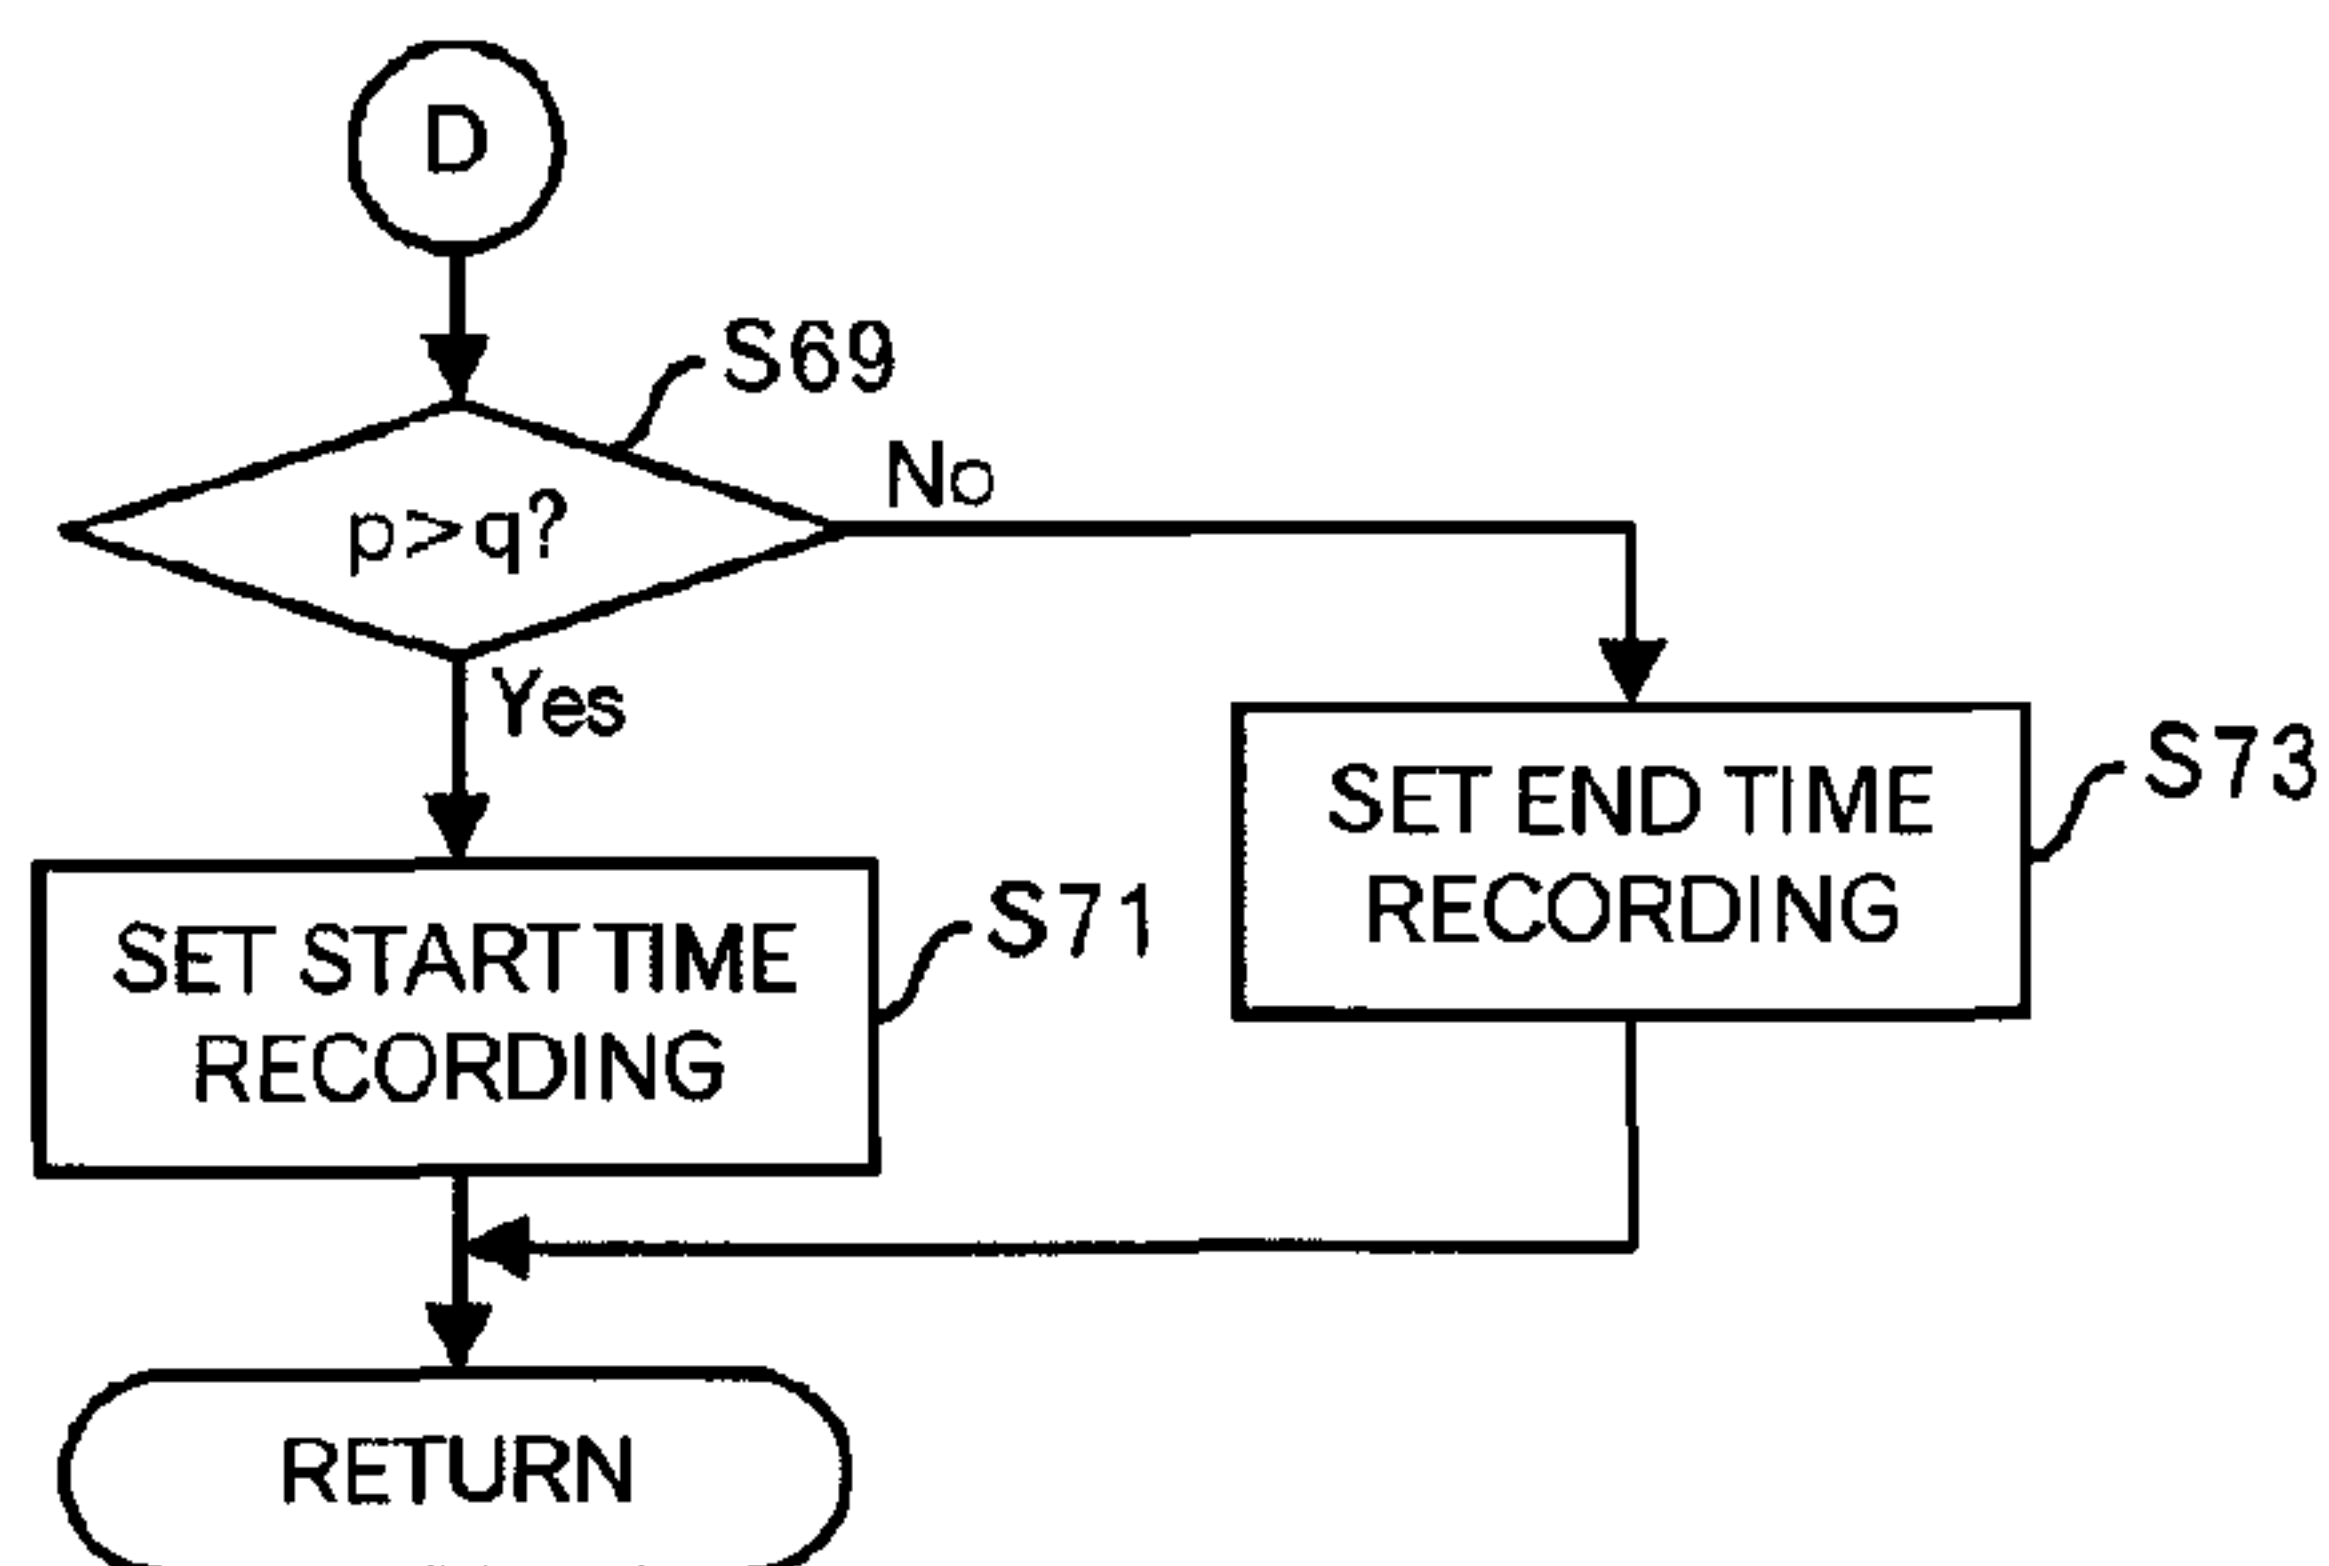 D
S69
No
p>q?
Yes
SET END TIME
RECORDING
S73
SET START TIME
RECORDING
S71
RETURN